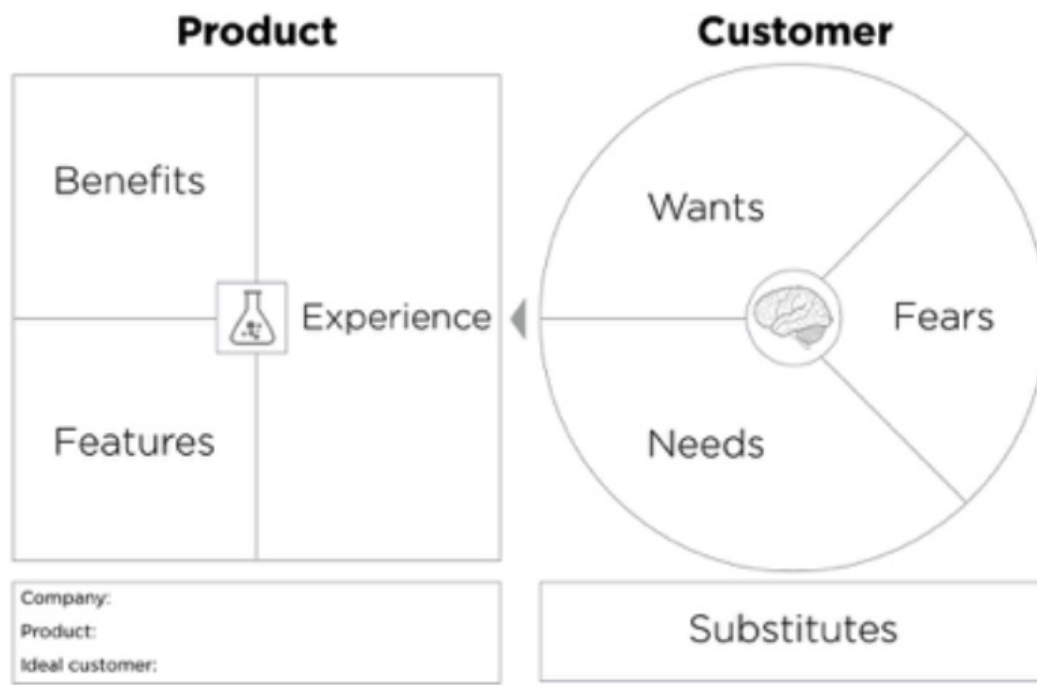 Product
Customer
Benefits
Wants
Experience
Fears
Features
Needs
Company:
Product:
Ideal customer:
Substitutes